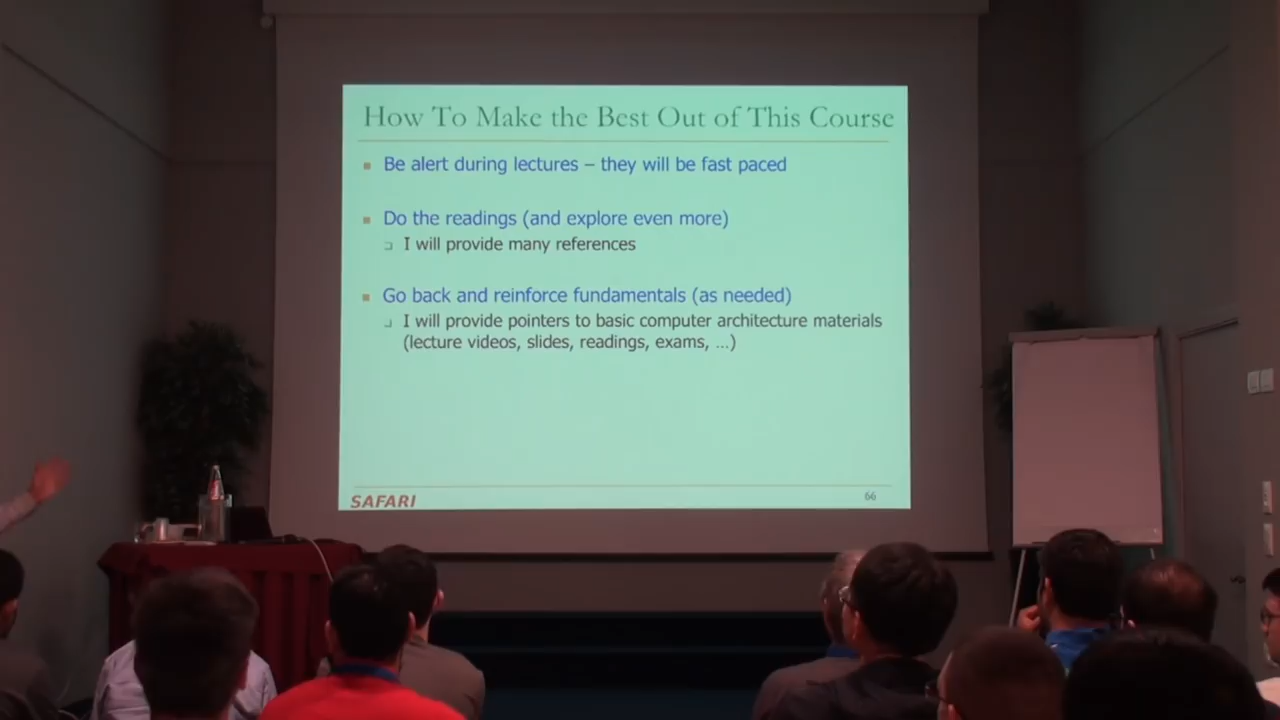 How To Make the Best Out of This Course
Be alert during lectures – they will be fast paced
Do the readings (and explore even more)
I will provide many references
Go back and reinforce fundamentals (as needed)
I will provide pointers to basic computer architecture materials
(lecture videos, slides, readings, exams, ...)
SAFARI
66